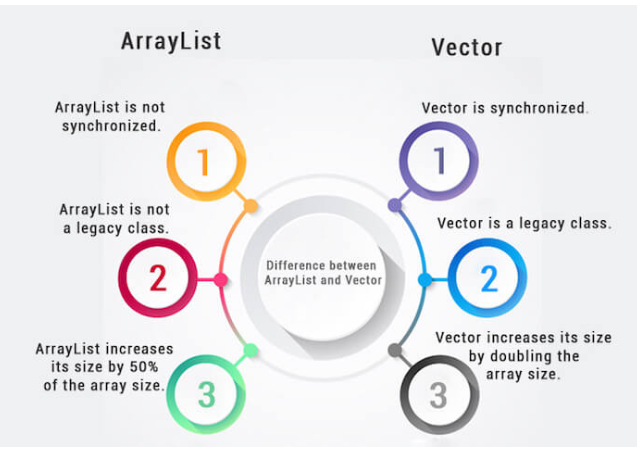 ArrayList
Vector
ArrayList is not
synchronized.
1
Vector is synchronized.
1
ArrayList is not
a legacy class.
2
Vector is a legacy class.
2
Difference between
ArrayList and Vector
ArrayList increases
its size by 50%
of the array size.
3
Vector increases its size
by doubling the
array size.
3